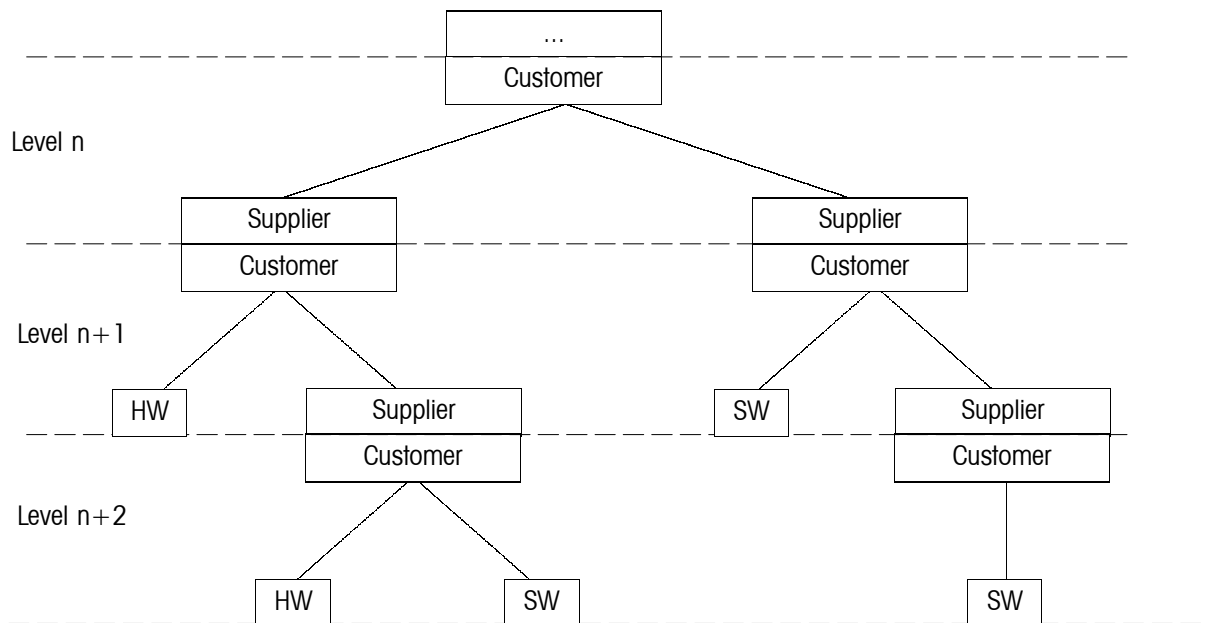 ...
Customer
Level n
Supplier
Supplier
Customer
Customer
Level n+1
HW
Supplier
SW
Supplier
Customer
Customer
Level n+2
HW
SW
SW